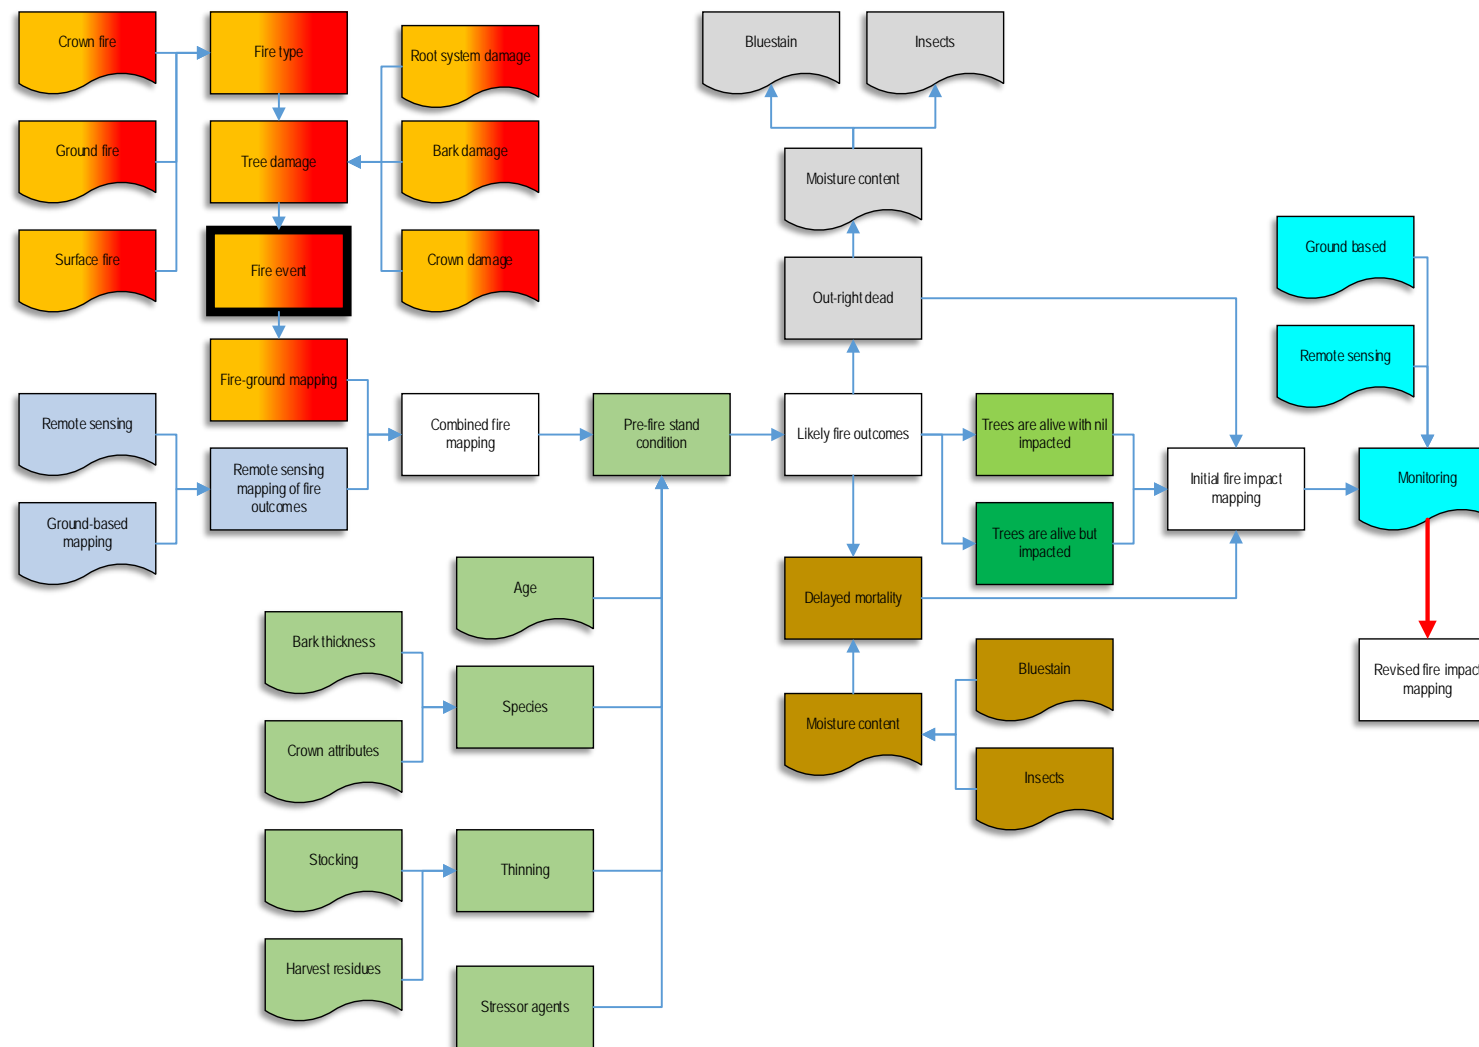 Crown fire
Fire type
Root system damage
Bluestain
Insects
Ground fire
Tree damage
Bark damage
Moisture content
Surface fire
Fire event
Crown damage
Ground based
Out-right dead
Remote sensing
Fire-ground mapping
Remote sensing
Combined fire
mapping
Pre-fire stand
condition
Likely fire outcomes
Trees are alive with nil
impacted
Remote sensing
mapping of fire
outcomes
Initial fire impact
mapping
Monitoring
Ground-based
mapping
Trees are alive but
impacted
Age
Delayed mortality
Bark thickness
Species
Bluestain
Revised fire impact
mapping
Moisture content
Crown attributes
Insects
Stocking
Thinning
Harvest residues
Stressor agents